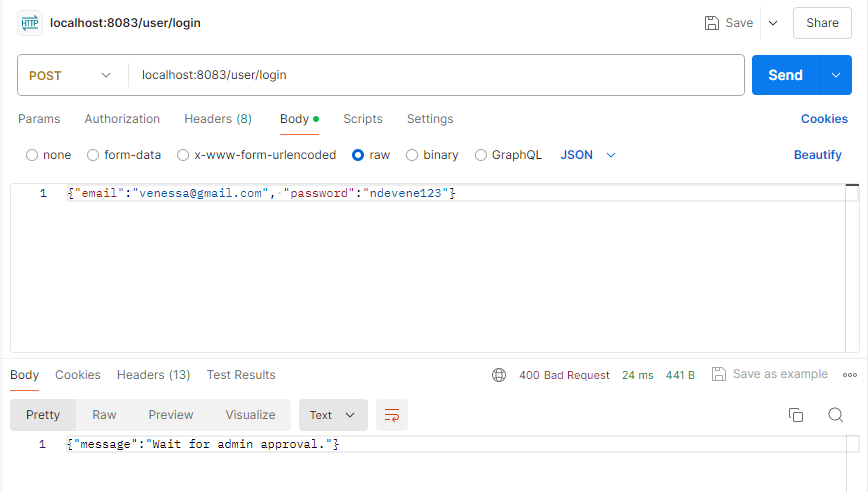 HTTP localhost:8083/user/login Save Share
POST localhost:8083/user/login Send
Params Authorization Headers (8) Body Scripts Settings Cookies
none form-data x-www-form-urlencoded raw binary GraphQL JSON Beautify
1 {"email":"venessa@gmail.com", "password":"ndevene123"}
Body Cookies Headers (13) Test Results 400 Bad Request 24 ms 441 B Save as example
Pretty Raw Preview Visualize Text
1 {"message":"Wait for admin approval."}